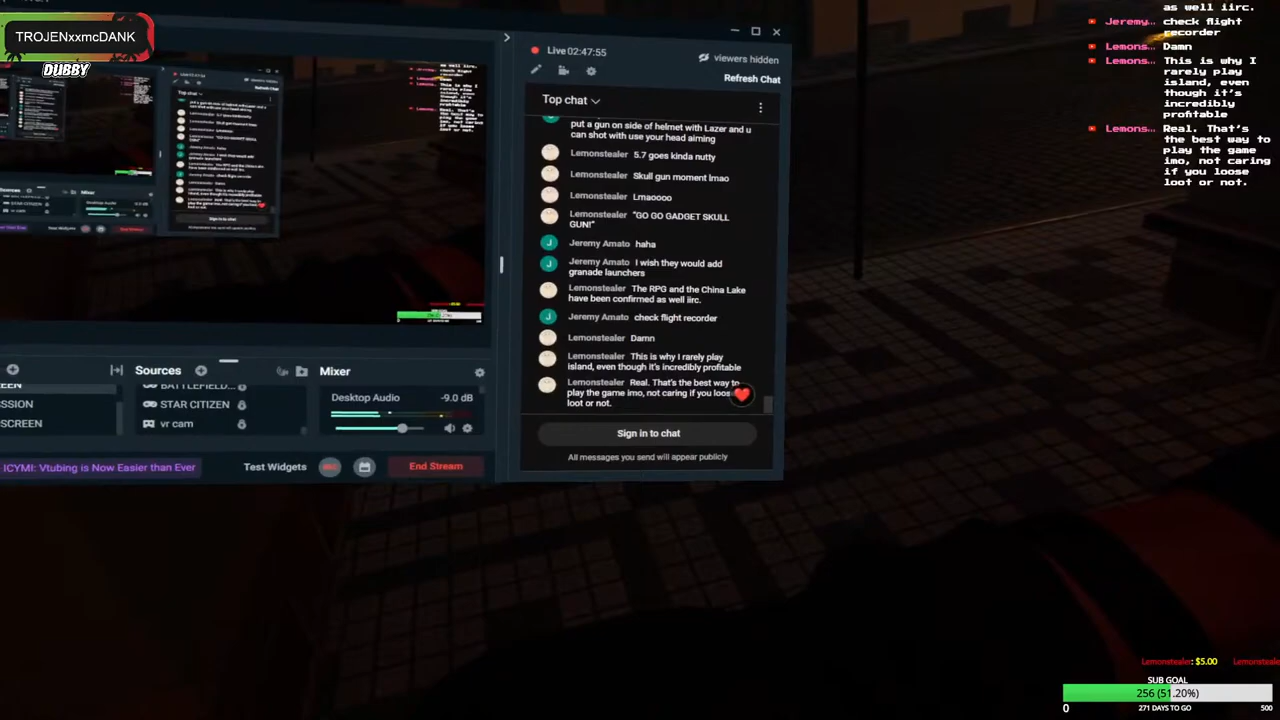 TROJENxxmcDANK
DUBBY
Live 02:47:55
viewers hidden
Refresh Chat
Top chat
put a gun on side of helmet with Lazer and u
can shot with use your head aiming
Lemonstealer 5.7 goes kinda nutty
Lemonstealer Skull gun moment lmao
Lemonstealer Lmaoooo
Lemonstealer "GO GO GADGET SKULL
GUN!"
Jeremy Amato haha
Jeremy Amato I wish they would add
granade launchers
Lemonstealer The RPG and the China Lake
have been confirmed as well iirc.
Jeremy Amato check flight recorder
Lemonstealer Damn
Lemonstealer This is why I rarely play
island, even though it's incredibly profitable
Lemonstealer Real. That's the best way to
play the game imo, not caring if you loose
loot or not.
Sign in to chat
All messages you send will appear publicly
Sources
BATTLEFIELD...
STAR CITIZEN
vr cam
SSION
SCREEN
Mixer
Desktop Audio -9.0 dB
ICYMI: Vtubing is Now Easier than Ever
Test Widgets
REC
End Stream
as well iirc.
Jeremy... check flight
recorder
Lemons... Damn
Lemons... This is why I
rarely play
island, even
though it's
incredibly
profitable
Lemons... Real. That's
the best way to
play the game
imo, not caring
if you loose
loot or not.
Lemonstealer: $5.00 Lemonsteale
SUB GOAL
256 (51.20%)
0 271 DAYS TO GO 500